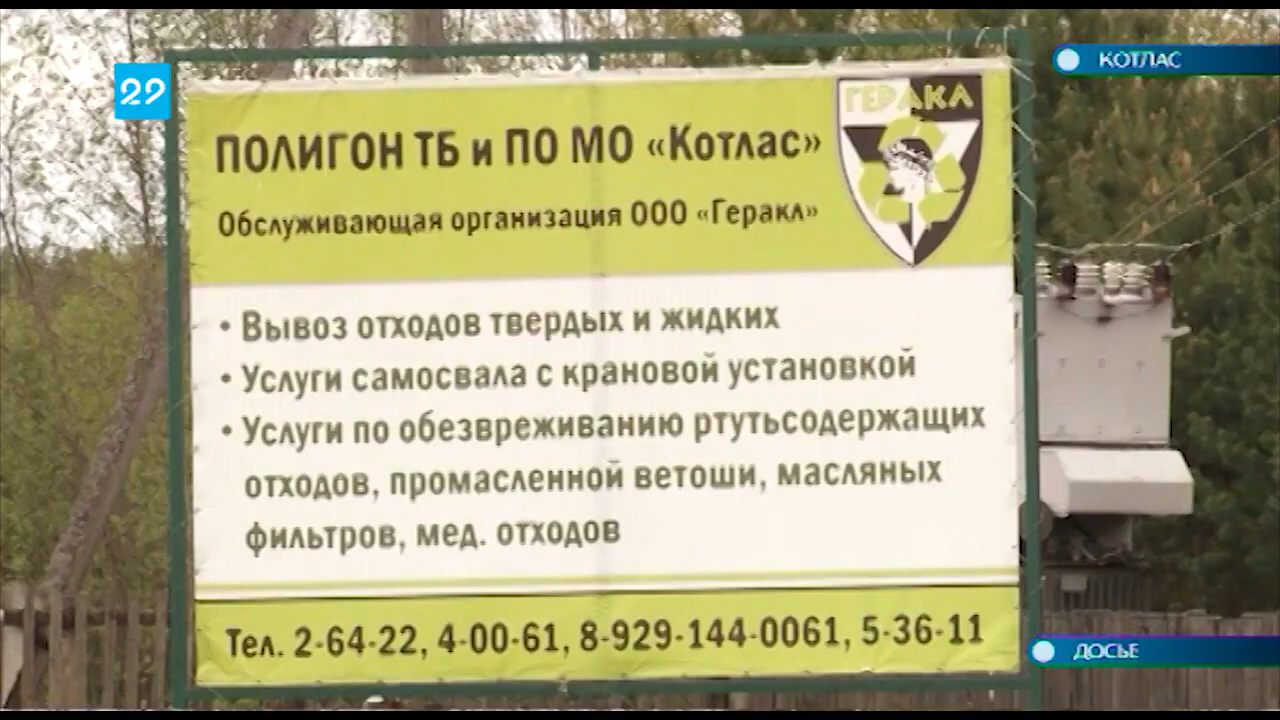 29
КОТЛАС
ГЕРАКЛ
ПОЛИГОН ТБ и ПО МО «Котлас»
Обслуживающая организация ООО «Геракл»
• Вывоз отходов твердых и жидких
• Услуги самосвала с крановой установкой
• Услуги по обезвреживанию ртутьсодержащих
отходов, промасленной ветоши, масляных
фильтров, мед. отходов
Тел. 2-64-22, 4-00-61, 8-929-144-0061, 5-36-11
ДОСЬЕ